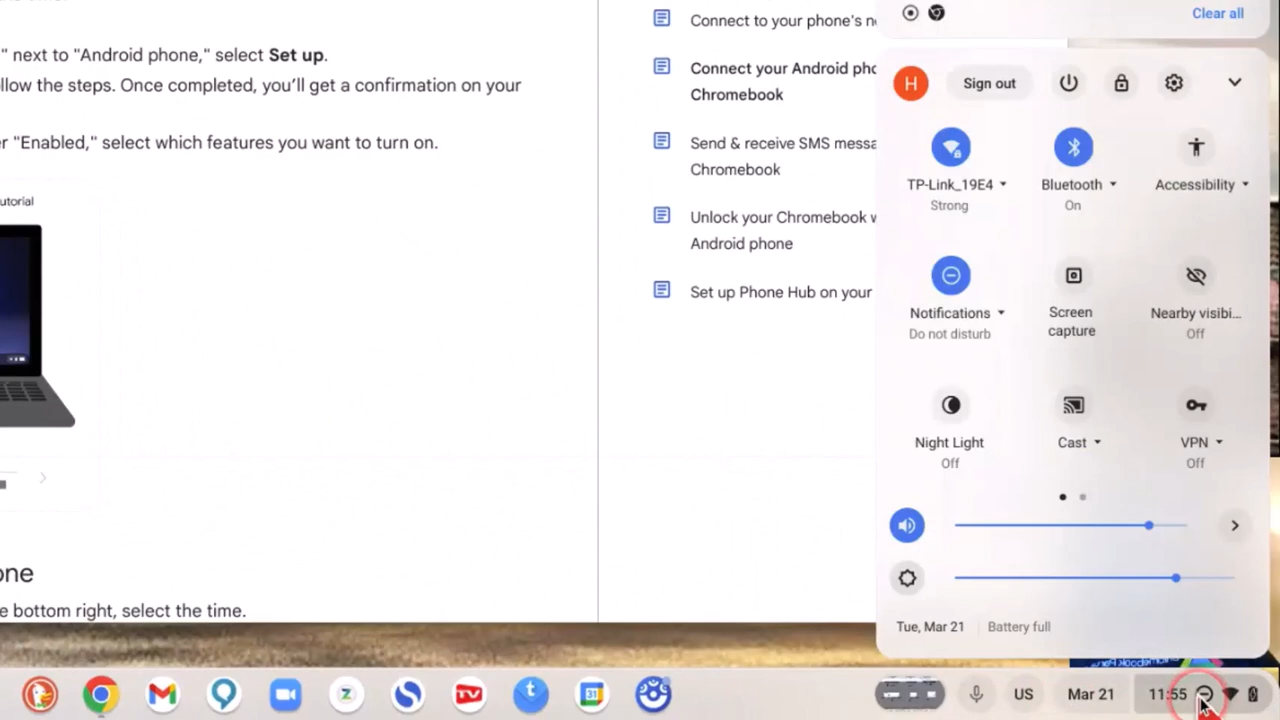 " next to "Android phone," select Set up.
llow the steps. Once completed, you'll get a confirmation on your
r "Enabled," select which features you want to turn on.
utorial
one
e bottom right, select the time.
Connect to your phone's n
Connect your Android pho
Chromebook
Send & receive SMS messa
Chromebook
Unlock your Chromebook w
Android phone
Set up Phone Hub on your
Clear all
H
Sign out
TP-Link_19E4
Strong
Bluetooth
On
Accessibility
Notifications
Do not disturb
Screen
capture
Nearby visibi...
Off
Night Light
Off
Cast
VPN
Off
Tue, Mar 21
Battery full
Z
TV
t
31
US
Mar 21
11:55